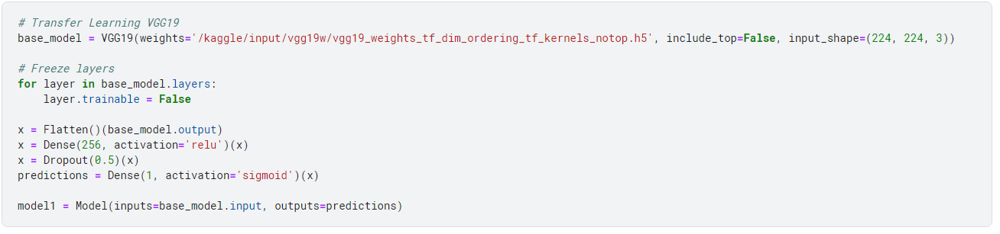 # Transfer Learning VGG19
base_model = VGG19(weights='/kaggle/input/vgg19w/vgg19_weights_tf_dim_ordering_tf_kernels_notop.h5', include_top=False, input_shape=(224, 224, 3))
# Freeze layers
for layer in base_model.layers:
    layer.trainable = False
x = Flatten()(base_model.output)
x = Dense(256, activation='relu')(x)
x = Dropout(0.5)(x)
predictions = Dense(1, activation='sigmoid')(x)
model1 = Model(inputs=base_model.input, outputs=predictions)